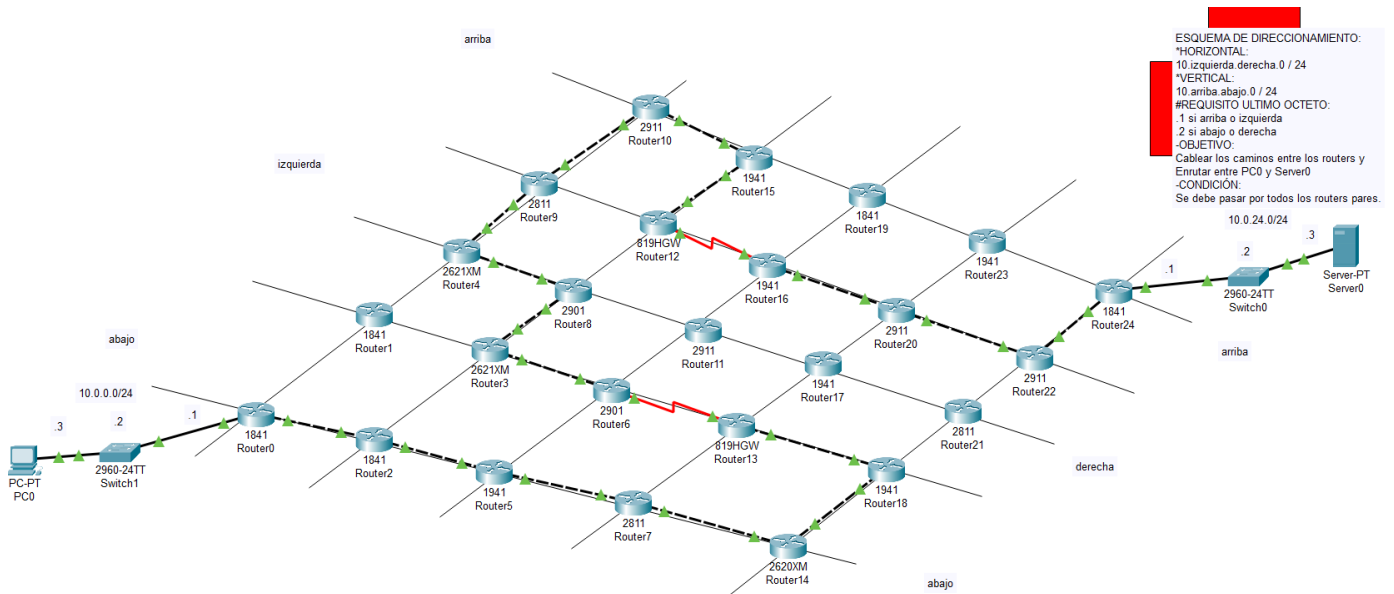 arriba
ESQUEMA DE DIRECCIONAMIENTO:
*HORIZONTAL:
10.izquierda.derecha.0 / 24
*VERTICAL:
10.arriba.abajo.0 / 24
#REQUISITO ULTIMO OCTETO:
.1 si arriba o izquierda
.2 si abajo o derecha
-OBJETIVO:
Cablear los caminos entre los routers y
Enrutar entre PC0 y Server0
-CONDICIÓN:
Se debe pasar por todos los routers pares.
2911
Router10
izquierda
1941
Router15
2811
Router9
1841
Router19
10.0.24.0/24
819HGW
Router12
1941
Router23
.1
.2
.3
Server-PT
Server0
2960-24TT
Switch0
2621XM
Router4
1941
Router16
1841
Router24
2901
Router8
1841
Router1
2911
Router20
abajo
2911
Router11
arriba
2621XM
Router3
2911
Router22
1941
Router17
10.0.0.0/24
.3
.2
.1
2901
Router6
1841
Router0
2811
Router21
819HGW
Router13
PC-PT
PC0
2960-24TT
Switch1
1841
Router2
derecha
1941
Router5
1941
Router18
2811
Router7
2620XM
Router14
abajo